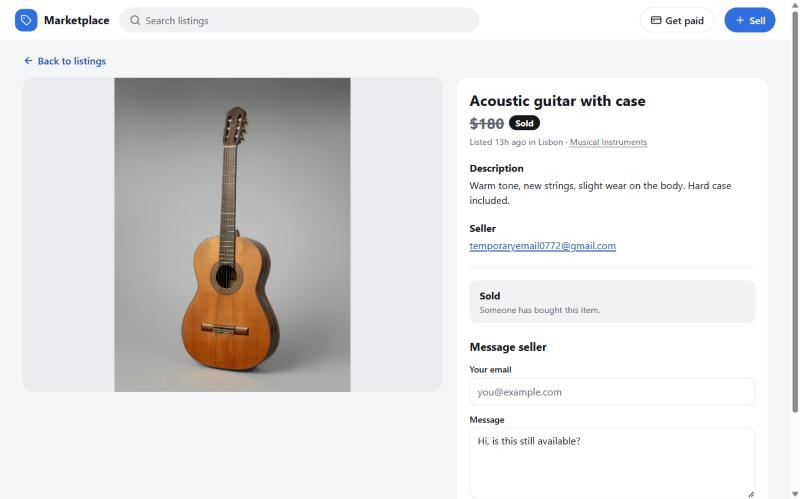 Marketplace
Search listings
Get paid
Sell
Back to listings
Acoustic guitar with case
$180 Sold
Listed 13h ago in Lisbon · Musical Instruments
Description
Warm tone, new strings, slight wear on the body. Hard case
included.
Seller
temporaryemail0772@gmail.com
Sold
Someone has bought this item.
Message seller
Your email
you@example.com
Message
Hi, is this still available?